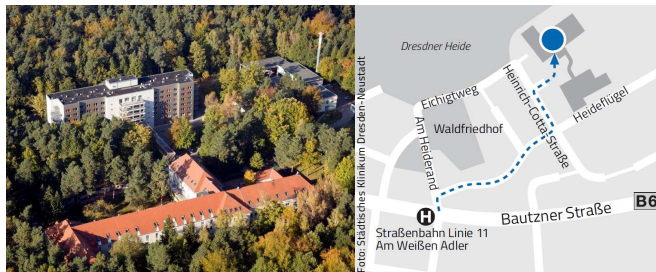 Foto: Städtisches Klinikum Dresden-Neustadt
Dresdner Heide
Eichigtweg
Heinrich-Cotta-Straße
Heideflügel
Am Heiderand
Waldfriedhof
H
B6
Bautzner Straße
Straßenbahn Linie 11
Am Weißen Adler